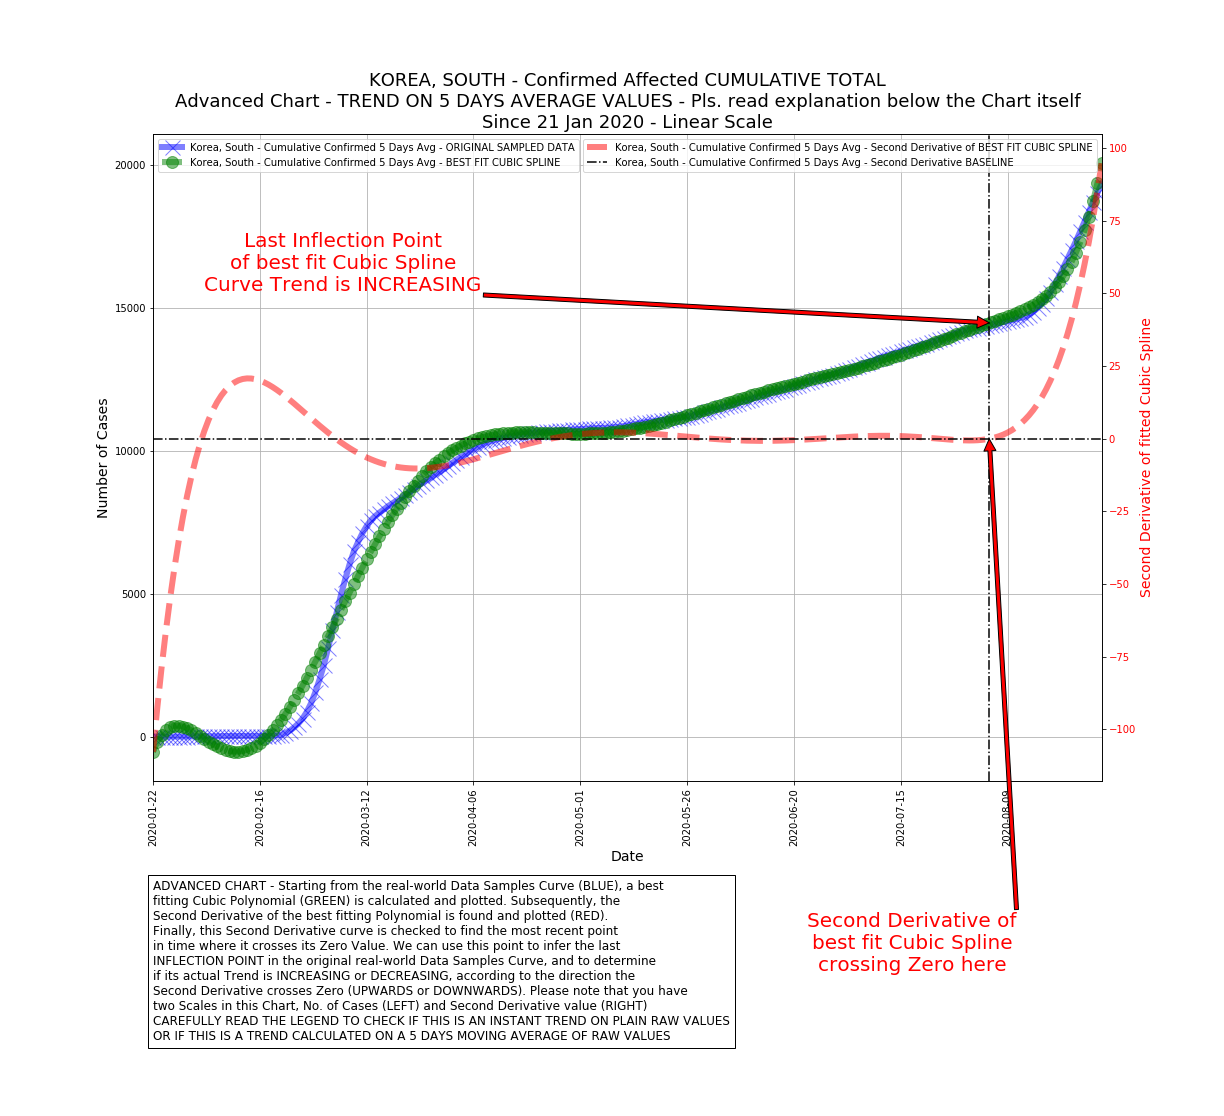 KOREA, SOUTH - Confirmed Affected CUMULATIVE TOTAL
Advanced Chart - TREND ON 5 DAYS AVERAGE VALUES - Pls. read explanation below the Chart itself
Since 21 Jan 2020 - Linear Scale
Korea, South - Cumulative Confirmed 5 Days Avg - ORIGINAL SAMPLED DATA
Korea, South - Cumulative Confirmed 5 Days Avg - BEST FIT CUBIC SPLINE
Korea, South - Cumulative Confirmed 5 Days Avg - Second Derivative of BEST FIT CUBIC SPLINE
Korea, South - Cumulative Confirmed 5 Days Avg - Second Derivative BASELINE
Last Inflection Point
of best fit Cubic Spline
Curve Trend is INCREASING
Number of Cases
20000
15000
10000
5000
0
100
75
50
25
0
−25
−50
−75
−100
Second Derivative of fitted Cubic Spline
2020-01-22
2020-02-16
2020-03-12
2020-04-06
2020-05-01
2020-05-26
2020-06-20
2020-07-15
2020-08-09
Date
Second Derivative of
best fit Cubic Spline
crossing Zero here
ADVANCED CHART - Starting from the real-world Data Samples Curve (BLUE), a best
fitting Cubic Polynomial (GREEN) is calculated and plotted. Subsequently, the
Second Derivative of the best fitting Polynomial is found and plotted (RED).
Finally, this Second Derivative curve is checked to find the most recent point
in time where it crosses its Zero Value. We can use this point to infer the last
INFLECTION POINT in the original real-world Data Samples Curve, and to determine
if its actual Trend is INCREASING or DECREASING, according to the direction the
Second Derivative crosses Zero (UPWARDS or DOWNWARDS). Please note that you have
two Scales in this Chart, No. of Cases (LEFT) and Second Derivative value (RIGHT)
CAREFULLY READ THE LEGEND TO CHECK IF THIS IS AN INSTANT TREND ON PLAIN RAW VALUES
OR IF THIS IS A TREND CALCULATED ON A 5 DAYS MOVING AVERAGE OF RAW VALUES